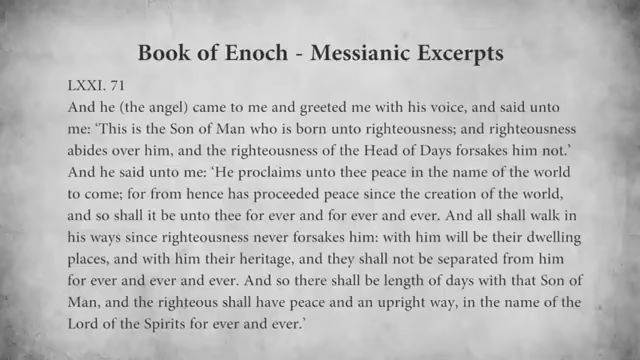 Book of Enoch - Messianic Excerpts
LXXI. 71
And he (the angel) came to me and greeted me with his voice, and said unto
me: ‘This is the Son of Man who is born unto righteousness; and righteousness
abides over him, and the righteousness of the Head of Days forsakes him not.’
And he said unto me: ‘He proclaims unto thee peace in the name of the world
to come; for from hence has proceeded peace since the creation of the world,
and so shall it be unto thee for ever and for ever and ever. And all shall walk in
his ways since righteousness never forsakes him: with him will be their dwelling
places, and with him their heritage, and they shall not be separated from him
for ever and ever and ever. And so there shall be length of days with that Son of
Man, and the righteous shall have peace and an upright way, in the name of the
Lord of the Spirits for ever and ever.’